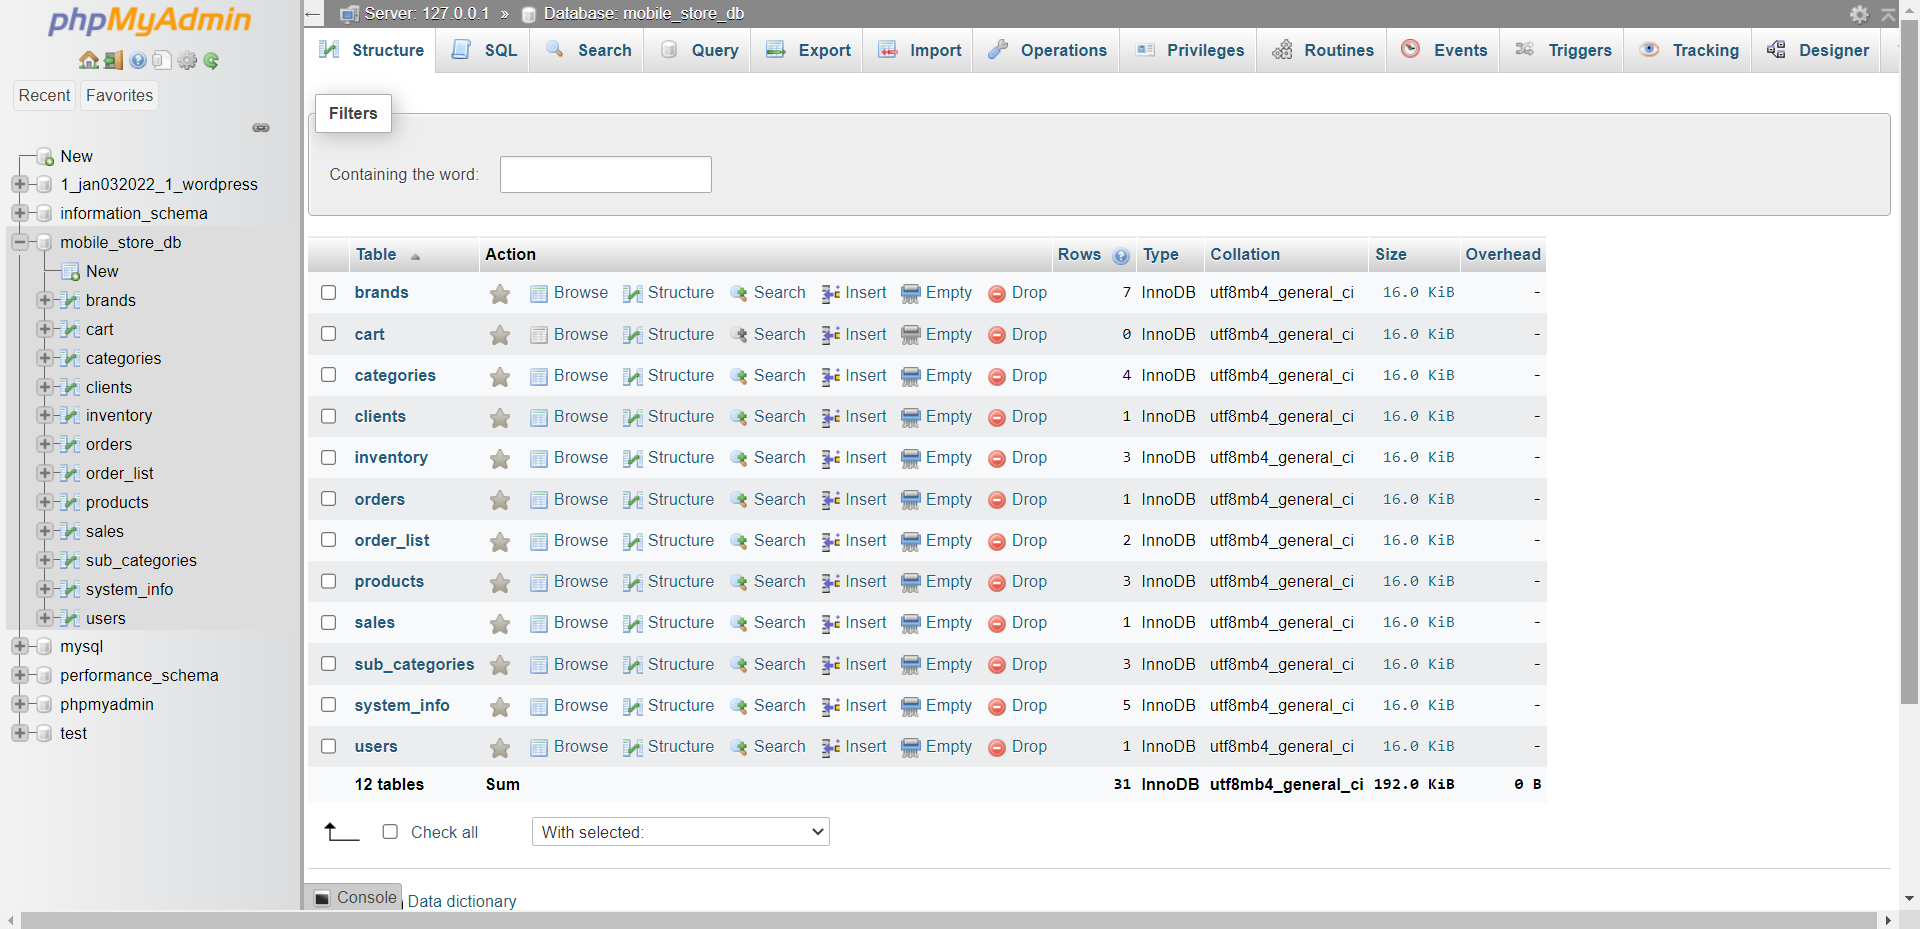 phpMyAdmin
Recent Favorites
New
1_jan032022_1_wordpress
information_schema
mobile_store_db
New
brands
cart
categories
clients
inventory
orders
order_list
products
sales
sub_categories
system_info
users
mysql
performance_schema
phpmyadmin
test
Server: 127.0.0.1 » Database: mobile_store_db
Structure SQL Search Query Export Import Operations Privileges Routines Events Triggers Tracking Designer
Filters
Containing the word:
Table Action Rows Type Collation Size Overhead
brands Browse Structure Search Insert Empty Drop 7 InnoDB utf8mb4_general_ci 16.0 KiB -
cart Browse Structure Search Insert Empty Drop 0 InnoDB utf8mb4_general_ci 16.0 KiB -
categories Browse Structure Search Insert Empty Drop 4 InnoDB utf8mb4_general_ci 16.0 KiB -
clients Browse Structure Search Insert Empty Drop 1 InnoDB utf8mb4_general_ci 16.0 KiB -
inventory Browse Structure Search Insert Empty Drop 3 InnoDB utf8mb4_general_ci 16.0 KiB -
orders Browse Structure Search Insert Empty Drop 1 InnoDB utf8mb4_general_ci 16.0 KiB -
order_list Browse Structure Search Insert Empty Drop 2 InnoDB utf8mb4_general_ci 16.0 KiB -
products Browse Structure Search Insert Empty Drop 3 InnoDB utf8mb4_general_ci 16.0 KiB -
sales Browse Structure Search Insert Empty Drop 1 InnoDB utf8mb4_general_ci 16.0 KiB -
sub_categories Browse Structure Search Insert Empty Drop 3 InnoDB utf8mb4_general_ci 16.0 KiB -
system_info Browse Structure Search Insert Empty Drop 5 InnoDB utf8mb4_general_ci 16.0 KiB -
users Browse Structure Search Insert Empty Drop 1 InnoDB utf8mb4_general_ci 16.0 KiB -
12 tables Sum 31 InnoDB utf8mb4_general_ci 192.0 KiB 0 B
Check all With selected:
Console Data dictionary